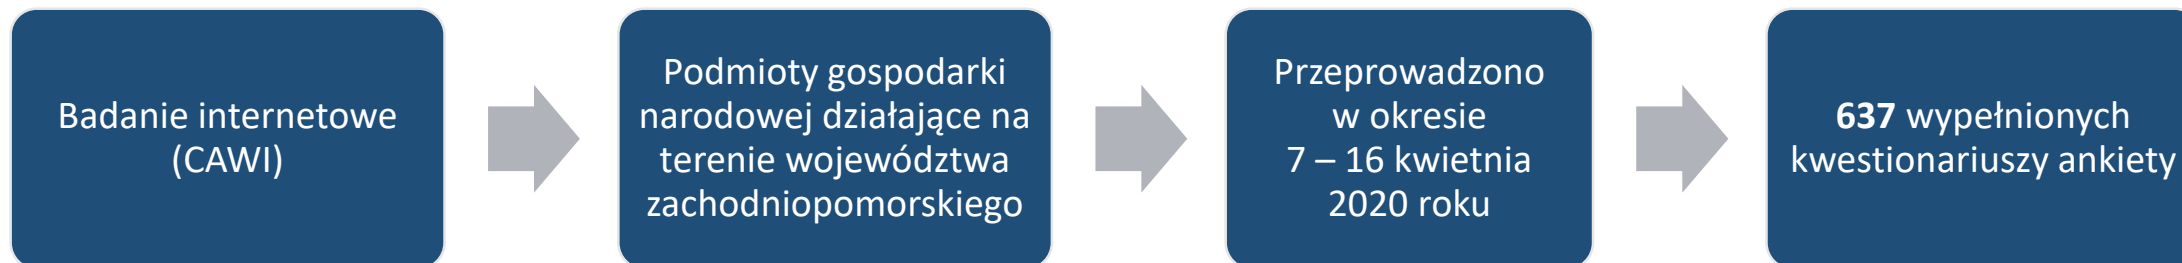 Badanie internetowe
(CAWI)
Podmioty gospodarki
narodowej działające na
terenie województwa
zachodniopomorskiego
Przeprowadzono
w okresie
7 – 16 kwietnia
2020 roku
637 wypełnionych
kwestionariuszy ankiety